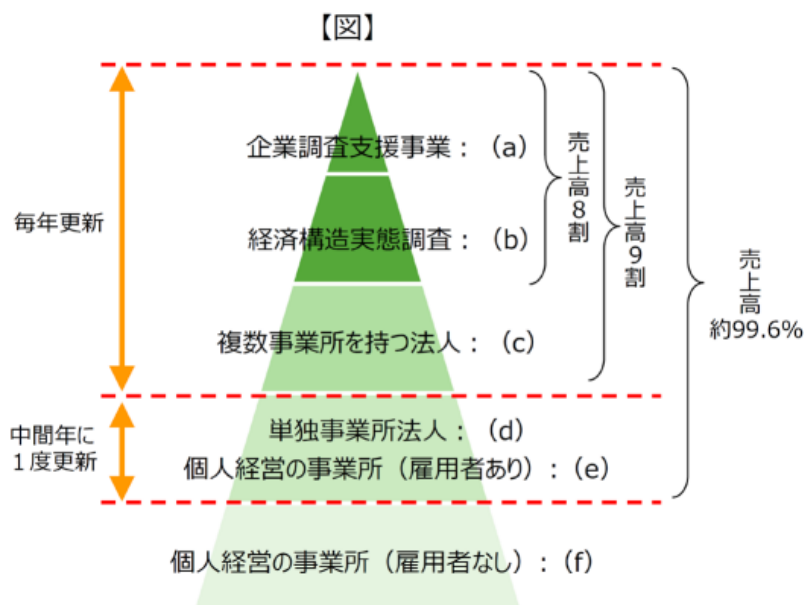 【図】
企業調査支援事業：（a）
経済構造実態調査：（b）
複数事業所を持つ法人：（c）
単独事業所法人：（d）
個人経営の事業所（雇用者あり）：（e）
個人経営の事業所（雇用者なし）：（f）
毎年更新
中間年に
１度更新
売上高8割
売上高9割
売上高
約99.6%